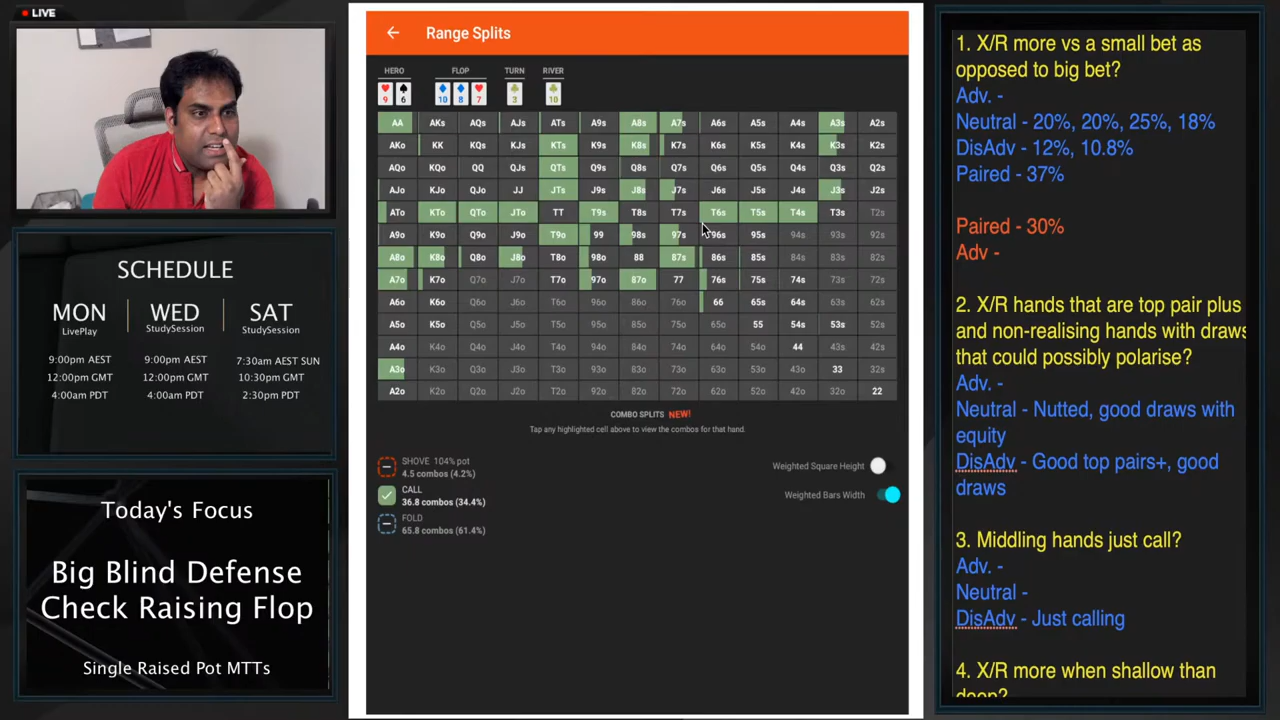 LIVE
SCHEDULE
MON
WED
SAT
LivePlay
StudySession
StudySession
9:00pm AEST
9:00pm AEST
7:30am AEST SUN
12:00pm GMT
12:00pm GMT
10:30pm GMT
4:00am PDT
4:00am PDT
2:30pm PDT
Today's Focus
Big Blind Defense
Check Raising Flop
Single Raised Pot MTTs
Range Splits
HERO
FLOP
TURN
RIVER
9 6
10 8 7
3
10
AA AKs AQs AJs ATs A9s A8s A7s A6s A5s A4s A3s A2s
AKo KK KQs KJs KTs K9s K8s K7s K6s K5s K4s K3s K2s
AQo KQo QQ QJs QTs Q9s Q8s Q7s Q6s Q5s Q4s Q3s Q2s
AJo KJo QJo JJ JTs J9s J8s J7s J6s J5s J4s J3s J2s
ATo KTo QTo JTo TT T9s T8s T7s T6s T5s T4s T3s T2s
A9o K9o Q9o J9o T9o 99 98s 97s 96s 95s 94s 93s 92s
A8o K8o Q8o J8o T8o 98o 88 87s 86s 85s 84s 83s 82s
A7o K7o Q7o J7o T7o 97o 87o 77 76s 75s 74s 73s 72s
A6o K6o Q6o J6o T6o 96o 86o 76o 66 65s 64s 63s 62s
A5o K5o Q5o J5o T5o 95o 85o 75o 65o 55 54s 53s 52s
A4o K4o Q4o J4o T4o 94o 84o 74o 64o 54o 44 43s 42s
A3o K3o Q3o J3o T3o 93o 83o 73o 63o 53o 43o 33 32s
A2o K2o Q2o J2o T2o 92o 82o 72o 62o 52o 42o 32o 22
COMBO SPLITS NEW!
Tap any highlighted cell above to view the combos for that hand.
SHOVE 104% pot
4.5 combos (4.2%)
CALL
36.8 combos (34.4%)
FOLD
65.8 combos (61.4%)
Weighted Square Height
Weighted Bars Width
1. X/R more vs a small bet as
opposed to big bet?
Adv. -
Neutral - 20%, 20%, 25%, 18%
DisAdv - 12%, 10.8%
Paired - 37%
Paired - 30%
Adv -
2. X/R hands that are top pair plus
and non-realising hands with draws
that could possibly polarise?
Adv. -
Neutral - Nutted, good draws with
equity
DisAdv - Good top pairs+, good
draws
3. Middling hands just call?
Adv. -
Neutral -
DisAdv - Just calling
4. X/R more when shallow than
deep?